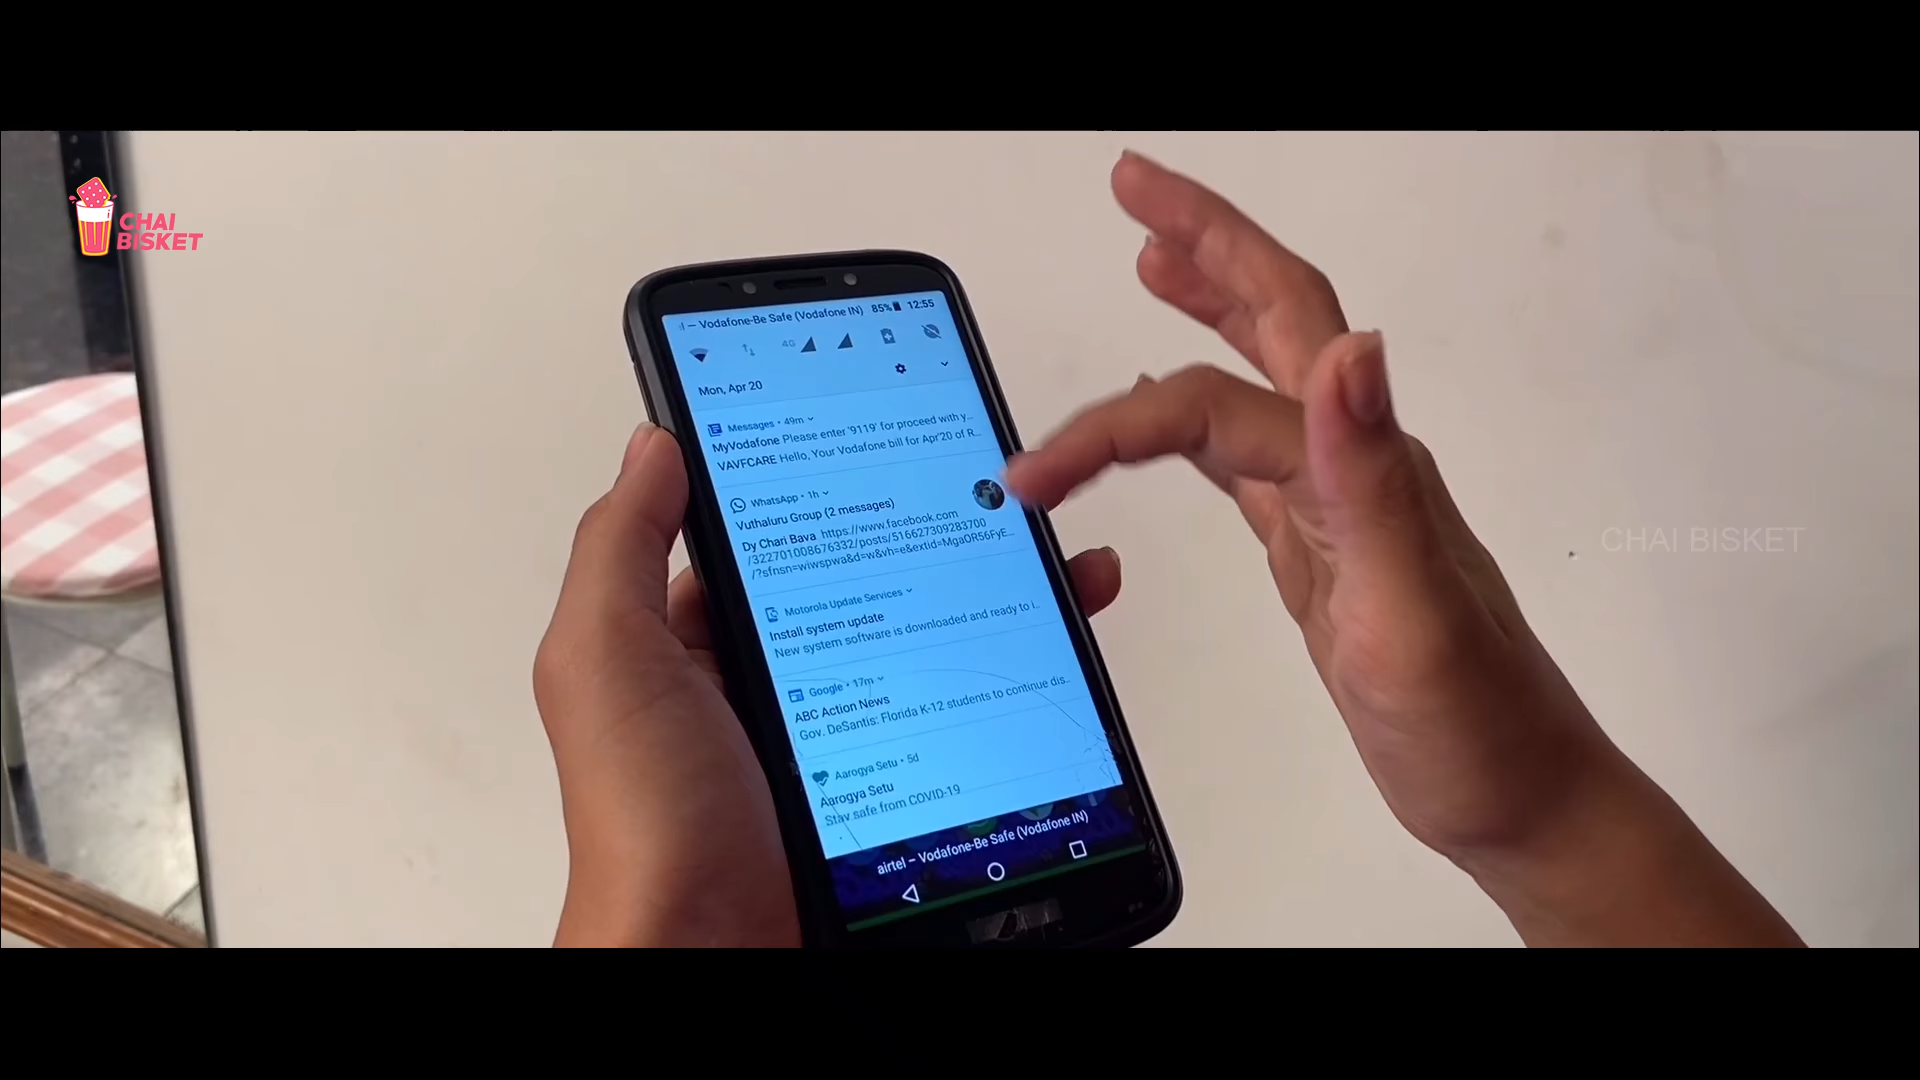 CHAI
BISKET
– Vodafone-Be Safe (Vodafone IN) 85% 12:55
4G
Mon, Apr 20
Messages • 49m
MyVodafone Please enter '9119' for proceed with y...
VAVFCARE Hello, Your Vodafone bill for Apr'20 of R...
WhatsApp • 1h
Vuthaluru Group (2 messages)
Dy Chari Bava https://www.facebook.com
/322701008676332/posts/516627309283700
/?sfnsn=wiwspwa&d=w&vh=e&extid=MgaOR56FyE...
Motorola Update Services
Install system update
New system software is downloaded and ready to i..
Google • 17m
ABC Action News
Gov. DeSantis: Florida K-12 students to continue dis..
Aarogya Setu • 5d
Aarogya Setu
Stay safe from COVID-19
airtel – Vodafone-Be Safe (Vodafone IN)
CHAI BISKET